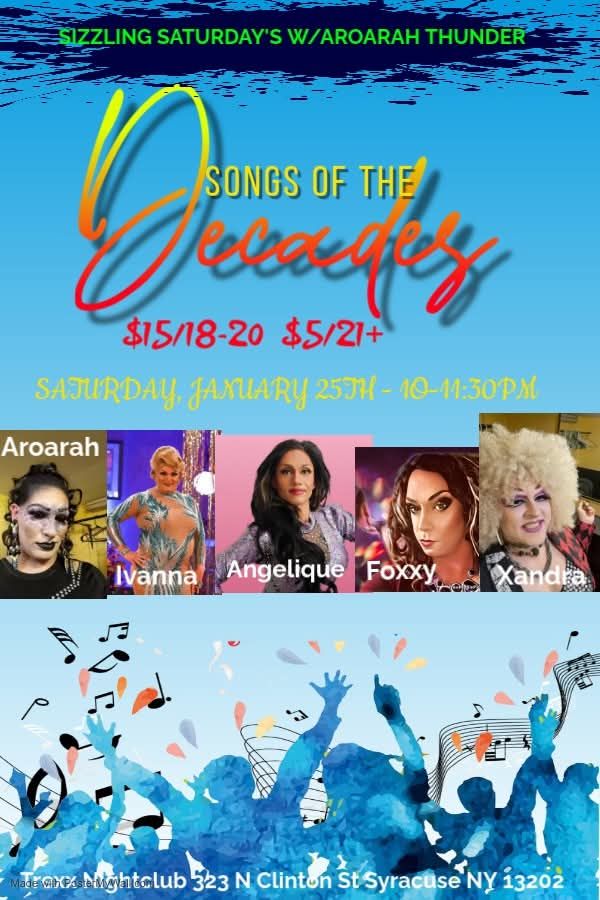 SIZZLING SATURDAY'S W/AROARAH THUNDER
SONGS OF THE
Decades
$15/18-20 $5/21+
SATURDAY, JANUARY 25TH - 10-11:30PM
Aroarah
Ivanna
Angelique
Foxxy
Xandra
Trexx Nightclub 323 N Clinton St Syracuse NY 13202
Made with PosterMyWall.com